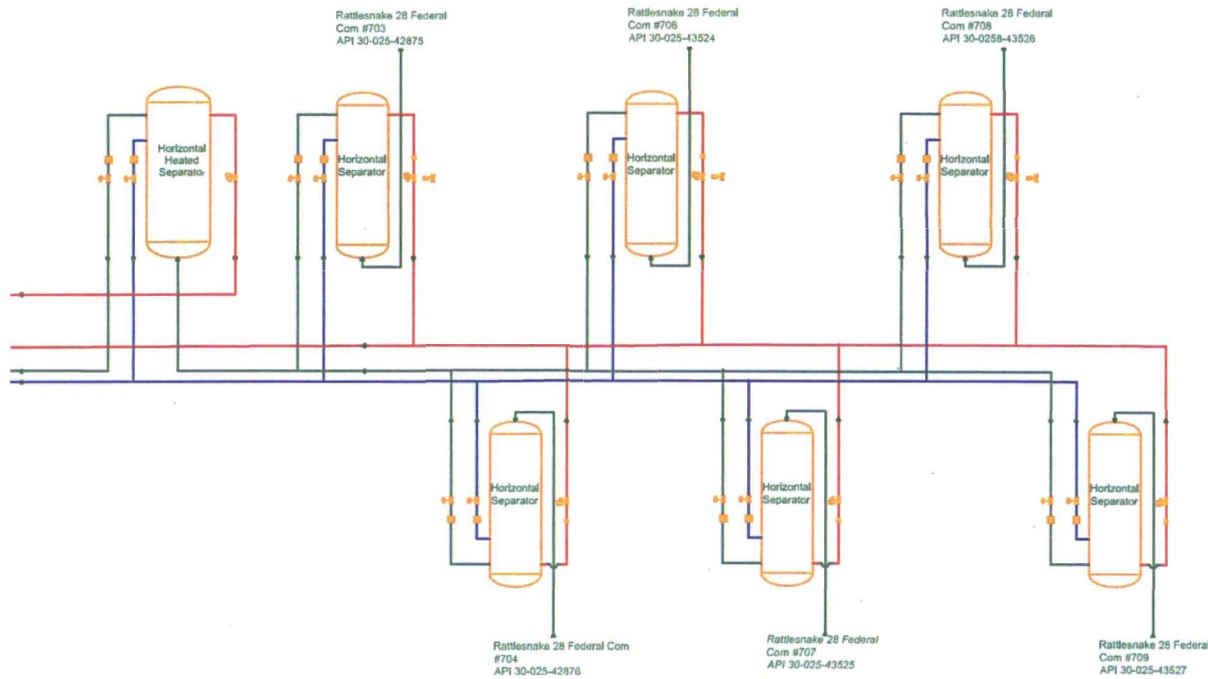 Rattlesnake 28 Federal
Com #703
API 30-025-42875
Rattlesnake 28 Federal
Com #706
API 30-025-43524
Rattlesnake 28 Federal
Com #708
API 30-0258-43526
Horizontal
Heated
Separator
Horizontal
Separator
Horizontal
Separator
Horizontal
Separator
Horizontal
Separator
Horizontal
Separator
Horizontal
Separator
Rattlesnake 28 Federal Com
#704
API 30-025-42876
Rattlesnake 28 Federal
Com #707
API 30-025-43525
Rattlesnake 28 Federal
Com #709
API 30-025-43527